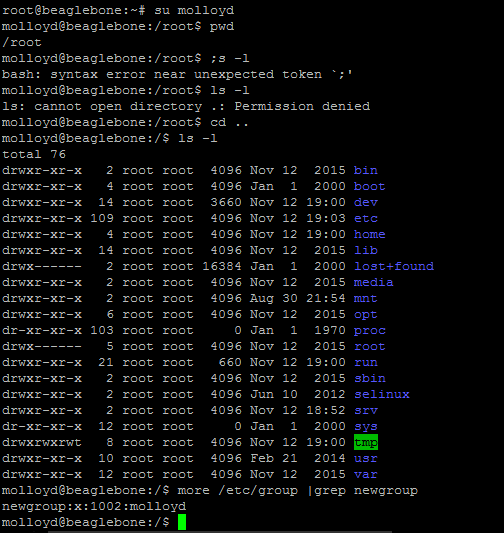 root@beaglebone:~# su molloyd
molloyd@beaglebone:/root$ pwd
/root
molloyd@beaglebone:/root$ ;s -l
bash: syntax error near unexpected token `;'
molloyd@beaglebone:/root$ ls -l
ls: cannot open directory .: Permission denied
molloyd@beaglebone:/root$ cd ..
molloyd@beaglebone:/$ ls -l
total 76
drwxr-xr-x   2 root root  4096 Nov 12  2015 bin
drwxr-xr-x   4 root root  4096 Jan  1  2000 boot
drwxr-xr-x  14 root root  3660 Nov 12 19:00 dev
drwxr-xr-x 109 root root  4096 Nov 12 19:03 etc
drwxr-xr-x   4 root root  4096 Nov 12 19:00 home
drwxr-xr-x  14 root root  4096 Nov 12  2015 lib
drwx------   2 root root 16384 Jan  1  2000 lost+found
drwxr-xr-x   2 root root  4096 Nov 12  2015 media
drwxr-xr-x   2 root root  4096 Aug 30 21:54 mnt
drwxr-xr-x   6 root root  4096 Nov 12  2015 opt
dr-xr-xr-x 103 root root     0 Jan  1  1970 proc
drwx------   5 root root  4096 Nov 12  2015 root
drwxr-xr-x  21 root root   660 Nov 12 19:00 run
drwxr-xr-x   2 root root  4096 Nov 12  2015 sbin
drwxr-xr-x   2 root root  4096 Jun 10  2012 selinux
drwxr-xr-x   2 root root  4096 Nov 12 18:52 srv
dr-xr-xr-x  12 root root     0 Jan  1  2000 sys
drwxrwxrwt   8 root root  4096 Nov 12 19:00 tmp
drwxr-xr-x  10 root root  4096 Feb 21  2014 usr
drwxr-xr-x  12 root root  4096 Nov 12  2015 var
molloyd@beaglebone:/$ more /etc/group |grep newgroup
newgroup:x:1002:molloyd
molloyd@beaglebone:/$